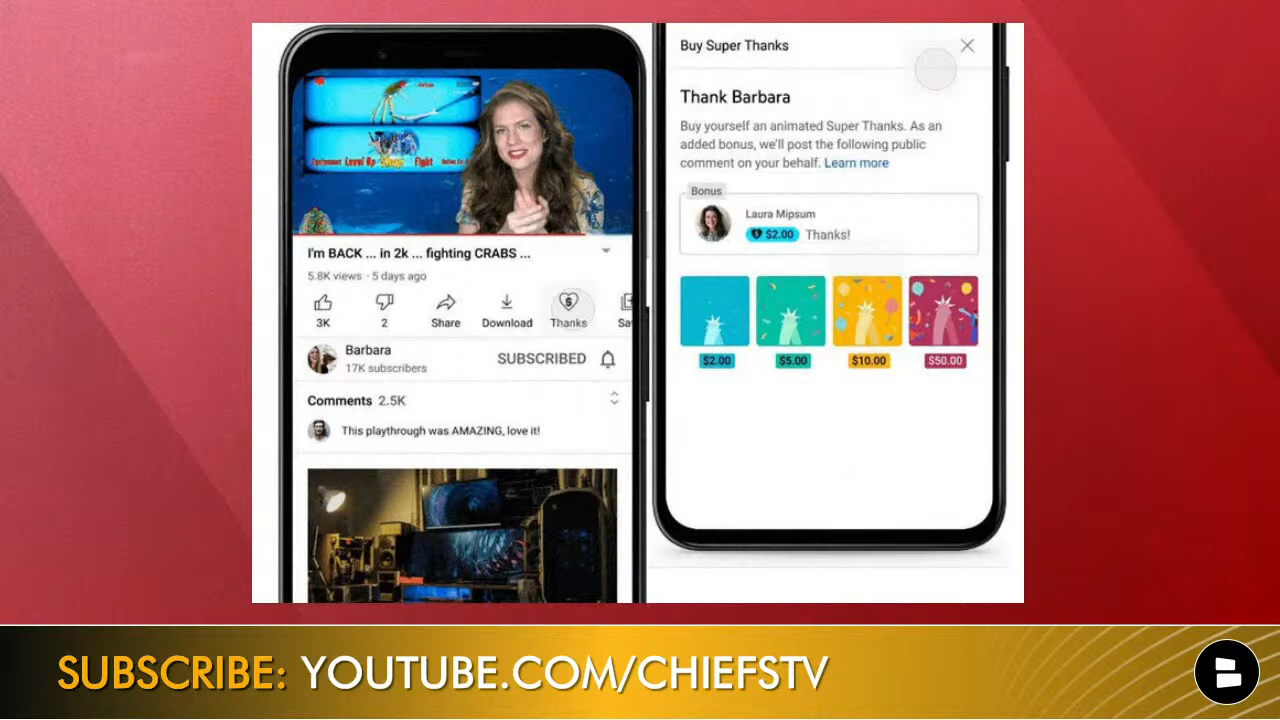 Level Up
Fight
I'm BACK ... in 2k ... fighting CRABS ...
5.8K views · 5 days ago
3K
2
Share
Download
Thanks
Barbara
17K subscribers
SUBSCRIBED
Comments 2.5K
This playthrough was AMAZING, love it!
Buy Super Thanks
Thank Barbara
Buy yourself an animated Super Thanks. As an
added bonus, we'll post the following public
comment on your behalf. Learn more
Bonus
Laura Mipsum
$2.00 Thanks!
$2.00
$5.00
$10.00
$50.00
SUBSCRIBE: YOUTUBE.COM/CHIEFSTV